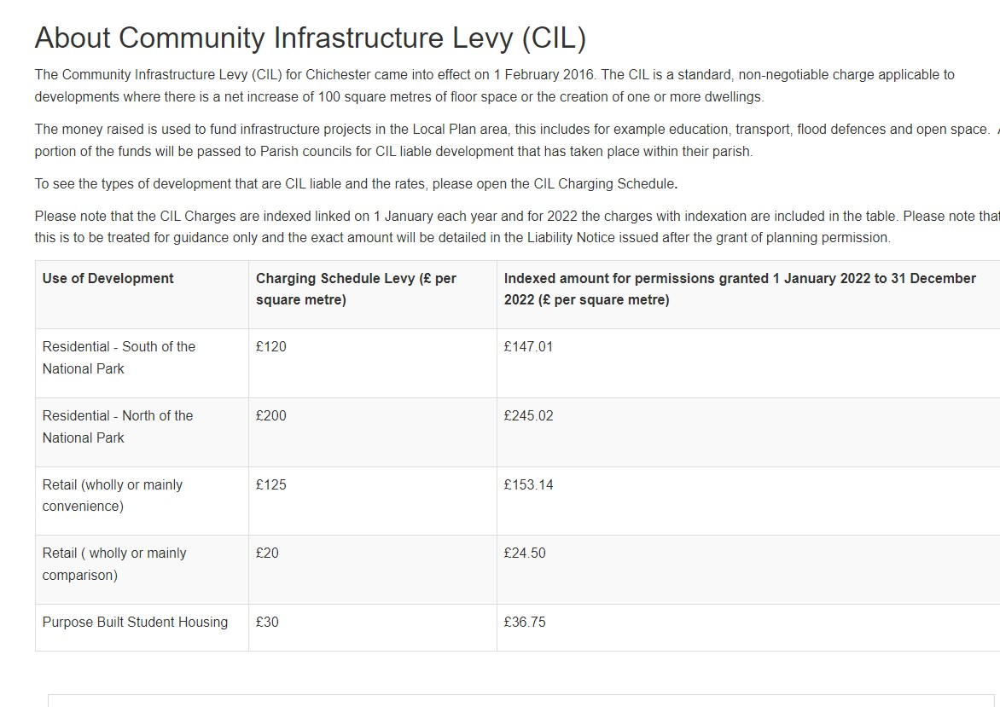 About Community Infrastructure Levy (CIL)
The Community Infrastructure Levy (CIL) for Chichester came into effect on 1 February 2016. The CIL is a standard, non-negotiable charge applicable to
developments where there is a net increase of 100 square metres of floor space or the creation of one or more dwellings.
The money raised is used to fund infrastructure projects in the Local Plan area, this includes for example education, transport, flood defences and open space.
portion of the funds will be passed to Parish councils for CIL liable development that has taken place within their parish.
To see the types of development that are CIL liable and the rates, please open the CIL Charging Schedule.
Please note that the CIL Charges are indexed linked on 1 January each year and for 2022 the charges with indexation are included in the table. Please note that
this is to be treated for guidance only and the exact amount will be detailed in the Liability Notice issued after the grant of planning permission.
Use of Development
Charging Schedule Levy (£ per
square metre)
Indexed amount for permissions granted 1 January 2022 to 31 December
2022 (£ per square metre)
Residential - South of the
National Park
£120
£147.01
Residential - North of the
National Park
£200
£245.02
Retail (wholly or mainly
convenience)
£125
£153.14
Retail ( wholly or mainly
comparison)
£20
£24.50
Purpose Built Student Housing
£30
£36.75